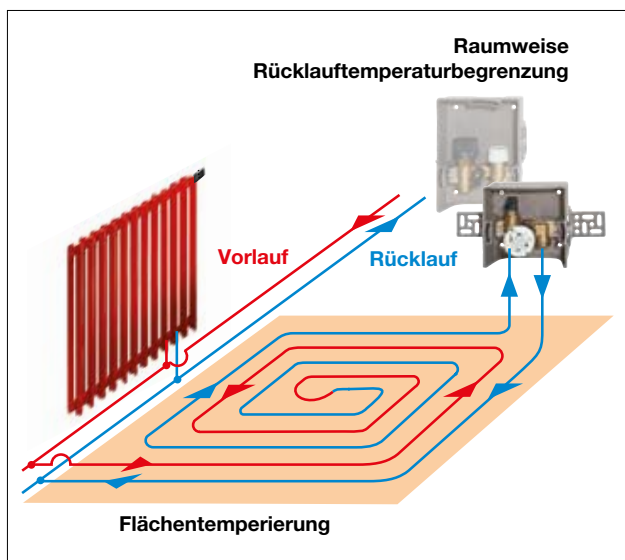 Raumweise
Rücklauftemperaturbegrenzung
Vorlauf
Rücklauf
Flächentemperierung